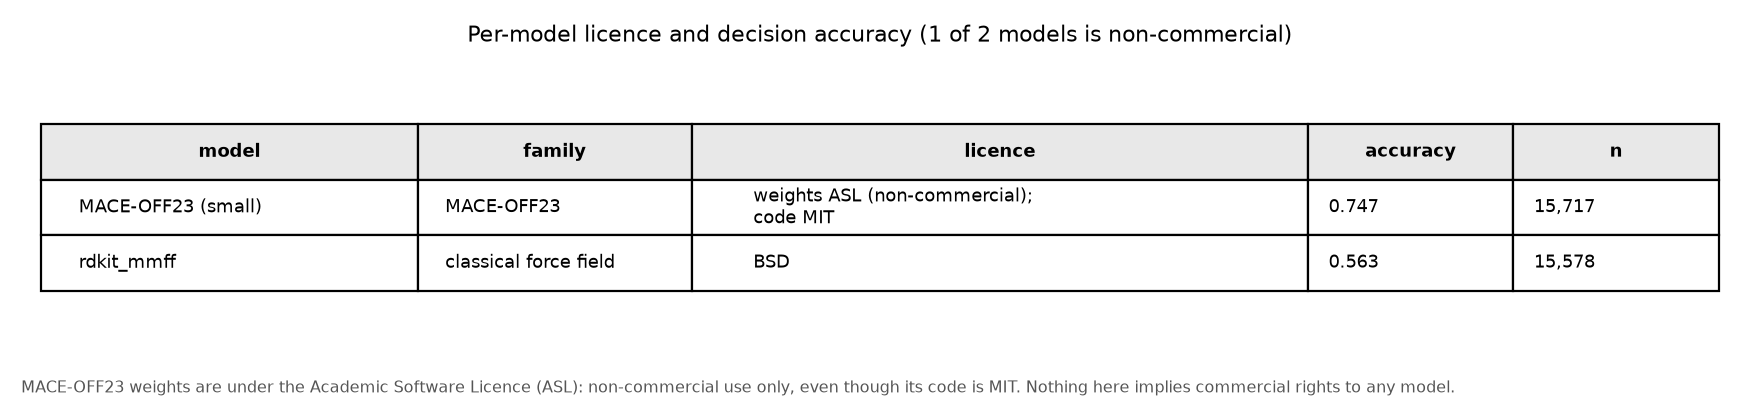 Per-model licence and decision accuracy (1 of 2 models is non-commercial)
model family licence accuracy n
MACE-OFF23 (small) MACE-OFF23 weights ASL (non-commercial); code MIT 0.747 15,717
rdkit_mmff classical force field BSD 0.563 15,578
MACE-OFF23 weights are under the Academic Software Licence (ASL): non-commercial use only, even though its code is MIT. Nothing here implies commercial rights to any model.